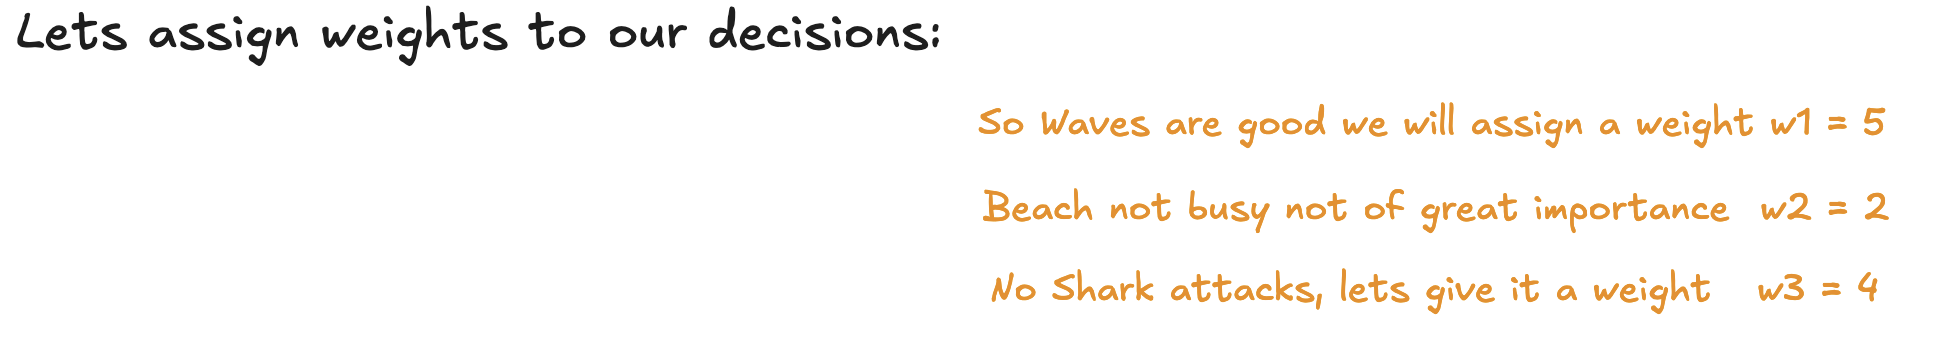 Lets assign weights to our decisions:
So Waves are good we will assign a weight w1 = 5
Beach not busy not of great importance w2 = 2
No Shark attacks, lets give it a weight w3 = 4